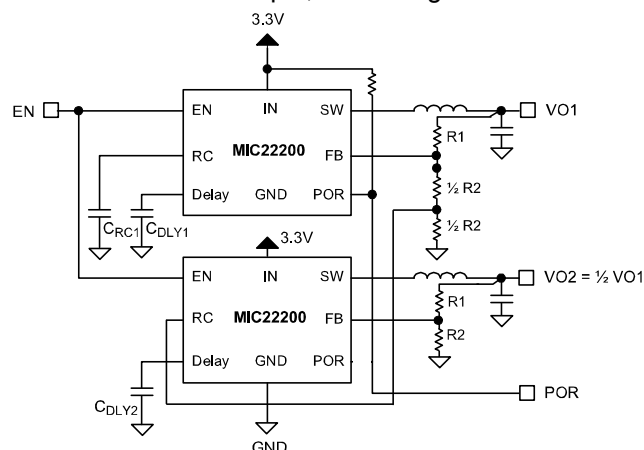 3.3V
EN
EN
IN
SW
VO1
R1
RC
MIC22200
FB
½ R2
Delay
GND
POR
½ R2
CRC1
CDLY1
3.3V
EN
IN
SW
VO2 = ½ VO1
R1
RC
MIC22200
FB
R2
Delay
GND
POR
CDLY2
POR
GND